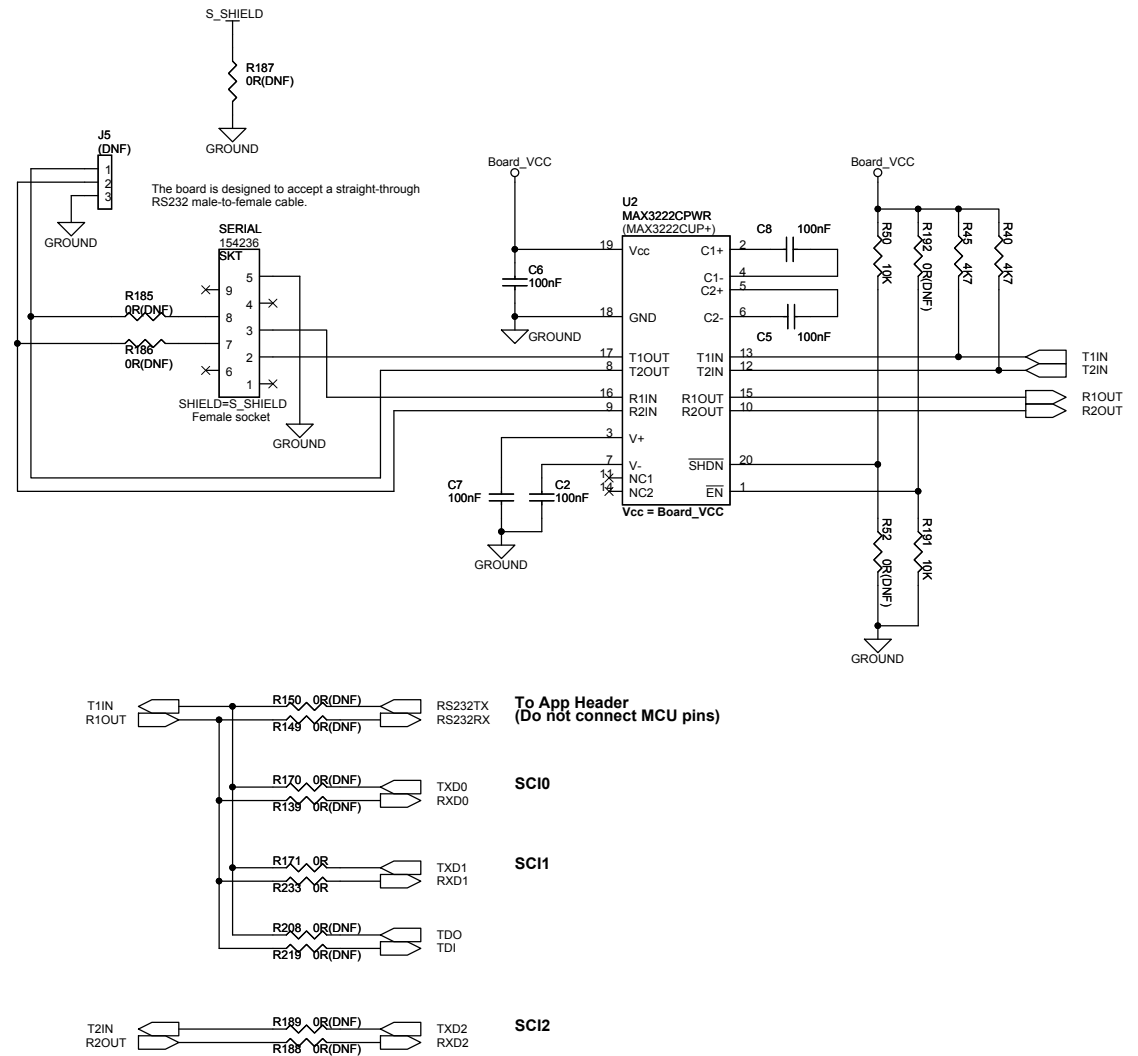 S_SHIELD
R187
0R(DNF)
GROUND
J5
(DNF)
1
2
3
GROUND
The board is designed to accept a straight-through
RS232 male-to-female cable.
SERIAL
154236
SKT
5
9
4
8
3
7
2
6
1
SHIELD=S_SHIELD
Female socket
GROUND
R185
0R(DNF)
R186
0R(DNF)
Board_VCC
C6
100nF
GROUND
U2
MAX3222CPWR
(MAX3222CUP+)
19 Vcc C1+ 2
C1- 4
C2+ 5
18 GND C2- 6
17 T1OUT T1IN 13
8 T2OUT T2IN 12
16 R1IN R1OUT 15
9 R2IN R2OUT 10
3 V+
7 V- SHDN 20
11 NC1
14 NC2 EN 1
Vcc = Board_VCC
C8 100nF
C5 100nF
C7
100nF
C2
100nF
GROUND
Board_VCC
R50 10K
R192 0R(DNF)
R45 4K7
R40 4K7
T1IN
T2IN
R1OUT
R2OUT
R52 0R(DNF)
R191 10K
GROUND
T1IN R150 0R(DNF) RS232TX To App Header
R1OUT R149 0R(DNF) RS232RX (Do not connect MCU pins)
R170 0R(DNF) TXD0 SCI0
R139 0R(DNF) RXD0
R171 0R TXD1 SCI1
R233 0R RXD1
R208 0R(DNF) TDO
R219 0R(DNF) TDI
T2IN R189 0R(DNF) TXD2 SCI2
R2OUT R188 0R(DNF) RXD2